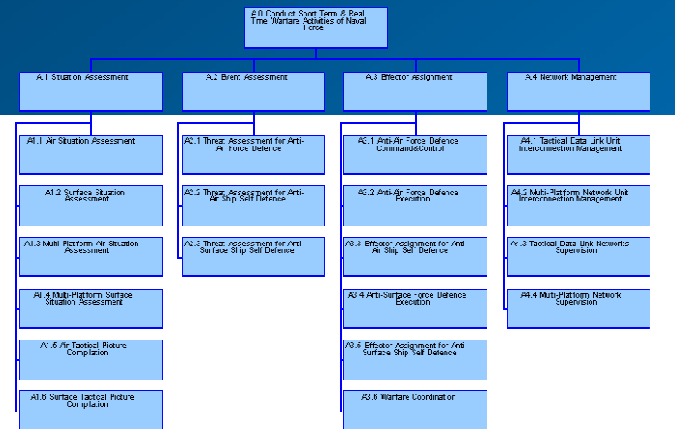 A.0 Conduct Short Term & Real
Time Warfare Activities of Naval
Force
A.1 Situation Assessment
A.2 Event Assessment
A.3 Effector Assignment
A.4 Network Management
A1.1 Air Situation Assessment
A1.2 Surface Situation
Assessment
A1.3 Multi-Platform Air Situation
Assessment
A1.4 Multi-Platform Surface
Situation Assessment
A1.5 Air Tactical Picture
Compilation
A1.6 Surface Tactical Picture
Compilation
A2.1 Threat Assessment for Anti-
Air Force Defence
A2.2 Threat Assessment for Anti-
Air Ship Self Defence
A2.3 Threat Assessment for Anti-
Surface Ship Self Defence
A3.1 Anti-Air Force Defence
Command&Control
A3.2 Anti-Air Force Defence
Execution
A3.3 Effector Assignment for Anti-
Air Ship Self Defence
A3.4 Anti-Surface Force Defence
Execution
A3.5 Effector Assignment for Anti-
Surface Ship Self Defence
A3.6 Warfare Coordination
A4.1 Tactical Data Link Unit
Interconnection Management
A4.2 Multi-Platform Network Unit
Interconnection Management
A4.3 Tactical Data Link Networks
Supervision
A4.4 Multi-Platform Network
Supervision